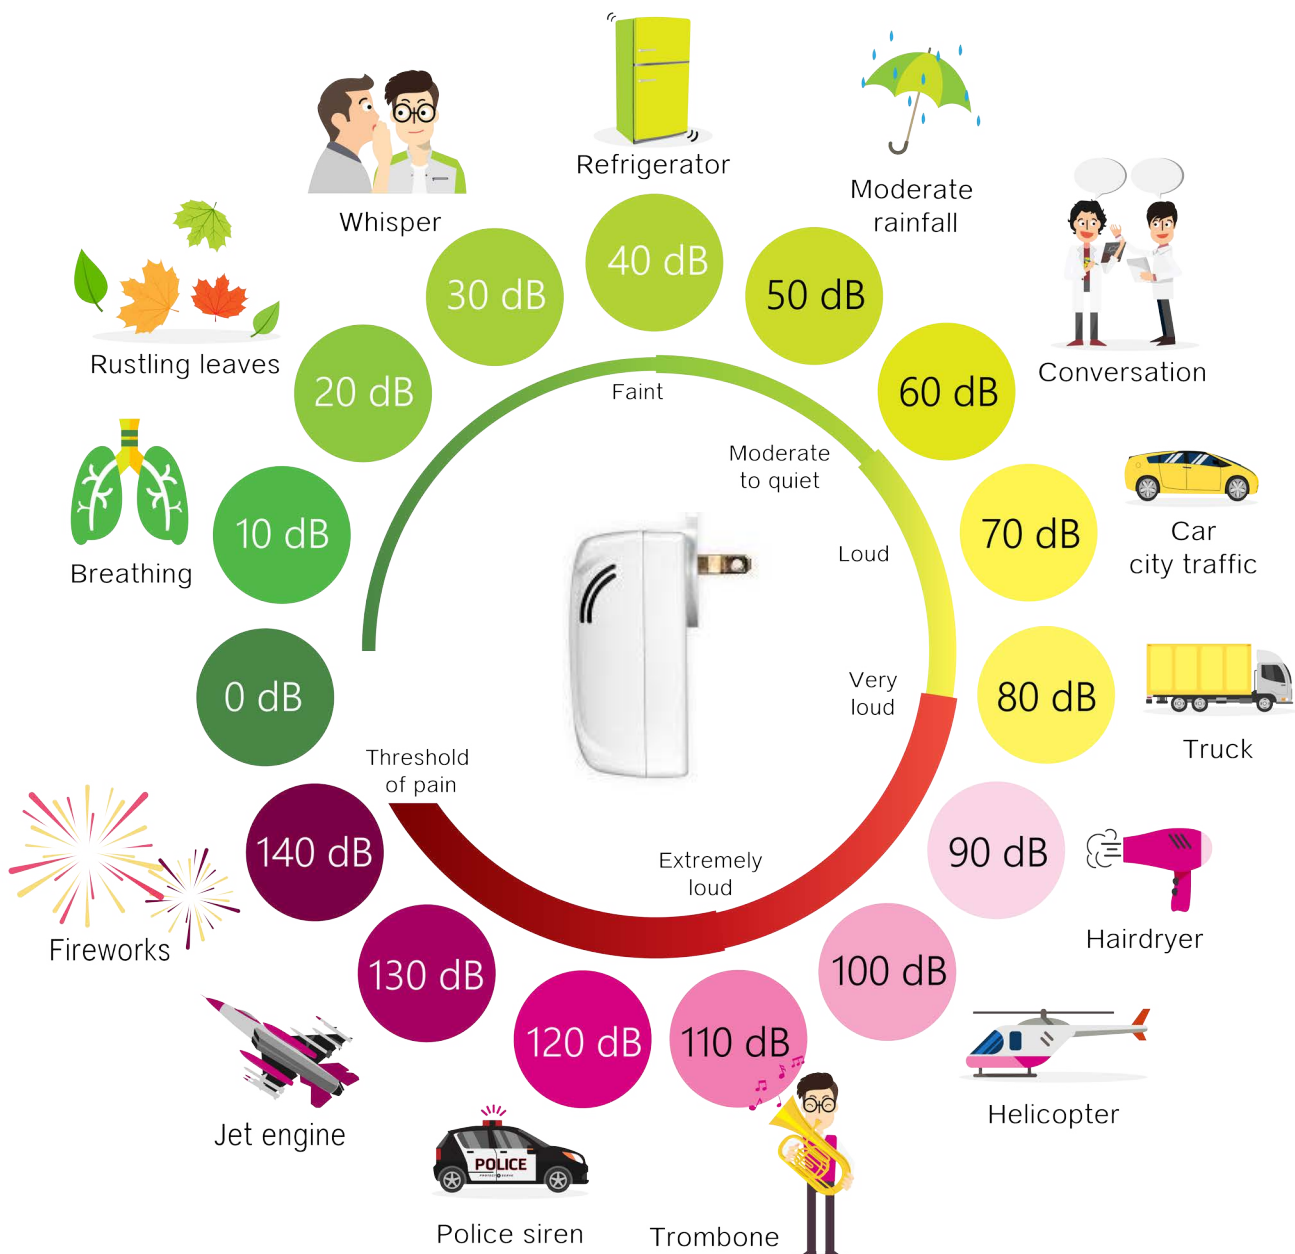 Refrigerator
Whisper
Moderate
rainfall
Rustling leaves
Conversation
Breathing
Car
city traffic
Truck
Hairdryer
Helicopter
Trombone
Police siren
POLICE
Jet engine
Fireworks
0 dB
10 dB
20 dB
30 dB
40 dB
50 dB
60 dB
70 dB
80 dB
90 dB
100 dB
110 dB
120 dB
130 dB
140 dB
Faint
Moderate
to quiet
Loud
Very
loud
Extremely
loud
Threshold
of pain